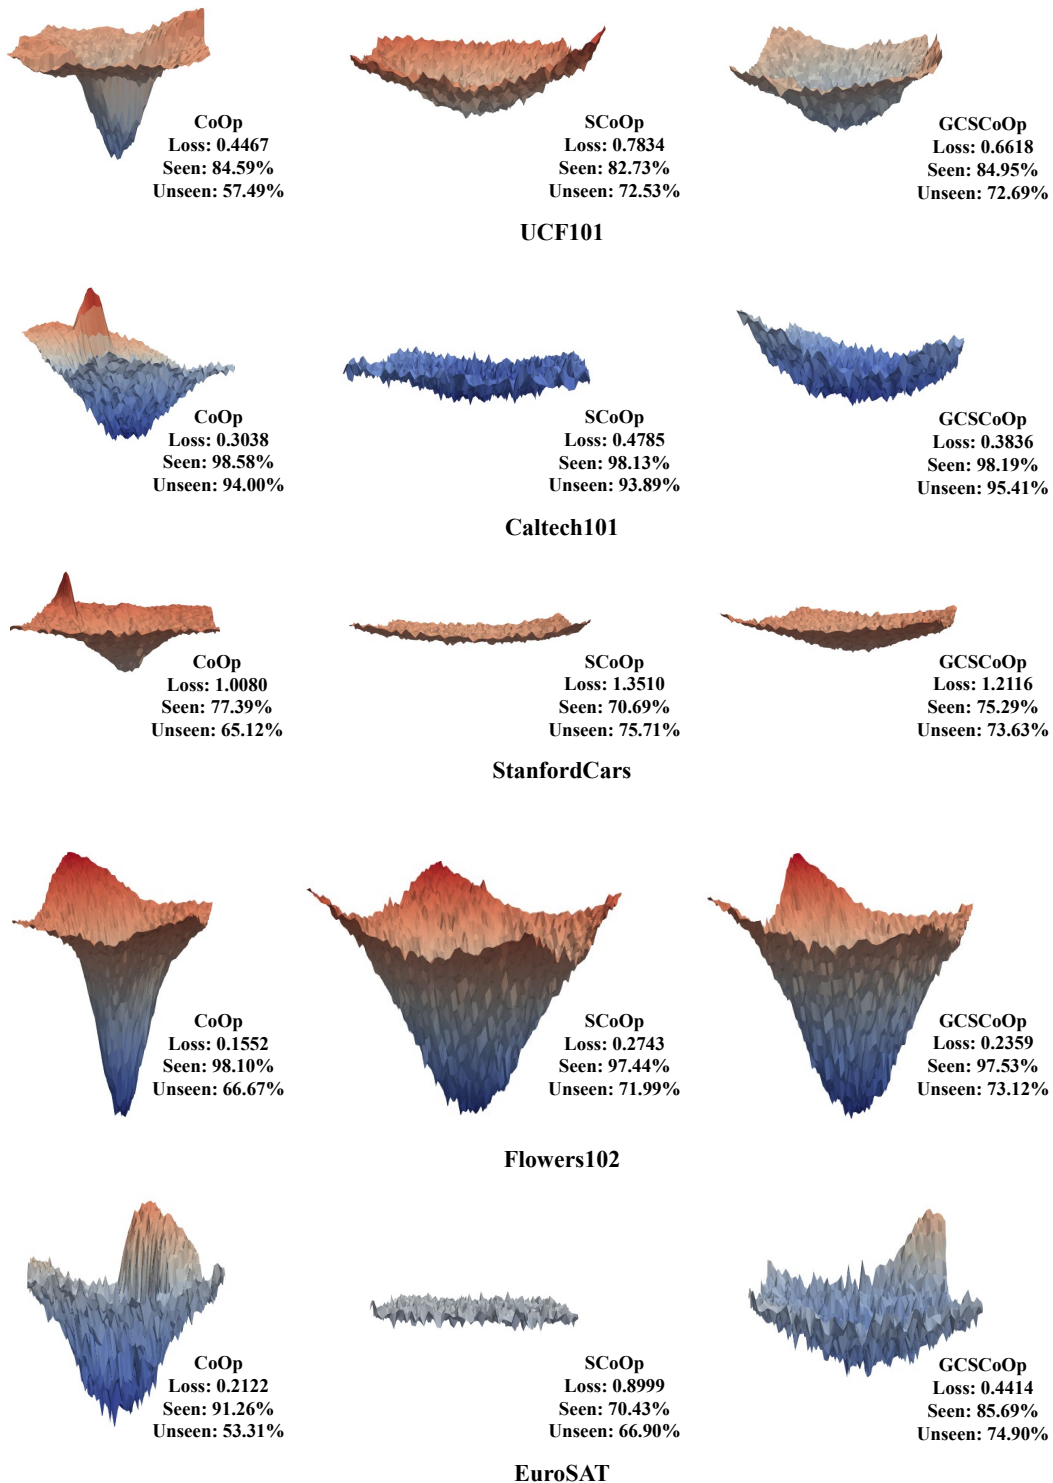 CoOp
Loss: 0.4467
Seen: 84.59%
Unseen: 57.49%
SCoOp
Loss: 0.7834
Seen: 82.73%
Unseen: 72.53%
GCSCoOp
Loss: 0.6618
Seen: 84.95%
Unseen: 72.69%
UCF101
CoOp
Loss: 0.3038
Seen: 98.58%
Unseen: 94.00%
SCoOp
Loss: 0.4785
Seen: 98.13%
Unseen: 93.89%
GCSCoOp
Loss: 0.3836
Seen: 98.19%
Unseen: 95.41%
Caltech101
CoOp
Loss: 1.0080
Seen: 77.39%
Unseen: 65.12%
SCoOp
Loss: 1.3510
Seen: 70.69%
Unseen: 75.71%
GCSCoOp
Loss: 1.2116
Seen: 75.29%
Unseen: 73.63%
StanfordCars
CoOp
Loss: 0.1552
Seen: 98.10%
Unseen: 66.67%
SCoOp
Loss: 0.2743
Seen: 97.44%
Unseen: 71.99%
GCSCoOp
Loss: 0.2359
Seen: 97.53%
Unseen: 73.12%
Flowers102
CoOp
Loss: 0.2122
Seen: 91.26%
Unseen: 53.31%
SCoOp
Loss: 0.8999
Seen: 70.43%
Unseen: 66.90%
GCSCoOp
Loss: 0.4414
Seen: 85.69%
Unseen: 74.90%
EuroSAT